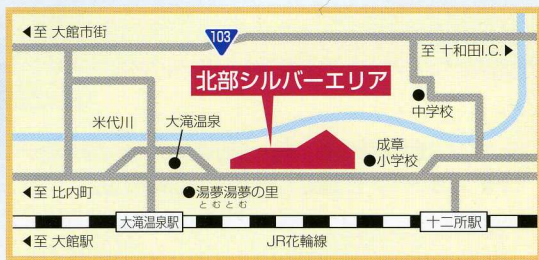 ◀至 大館市街
103
至 十和田I.C.▶
北部シルバーエリア
中学校
米代川
大滝温泉
成章
小学校
◀至 比内町
湯夢湯夢の里
とむとむ
大滝温泉駅
十二所駅
◀至 大館駅
JR花輪線